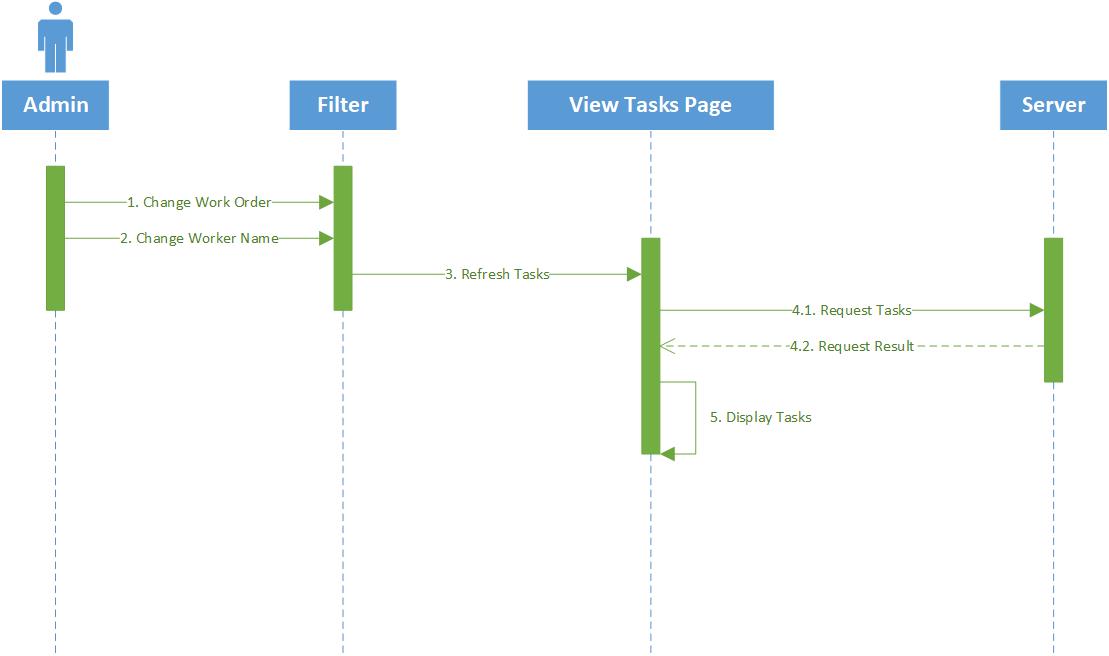 Admin
Filter
View Tasks Page
Server
1. Change Work Order
2. Change Worker Name
3. Refresh Tasks
4.1. Request Tasks
4.2. Request Result
5. Display Tasks